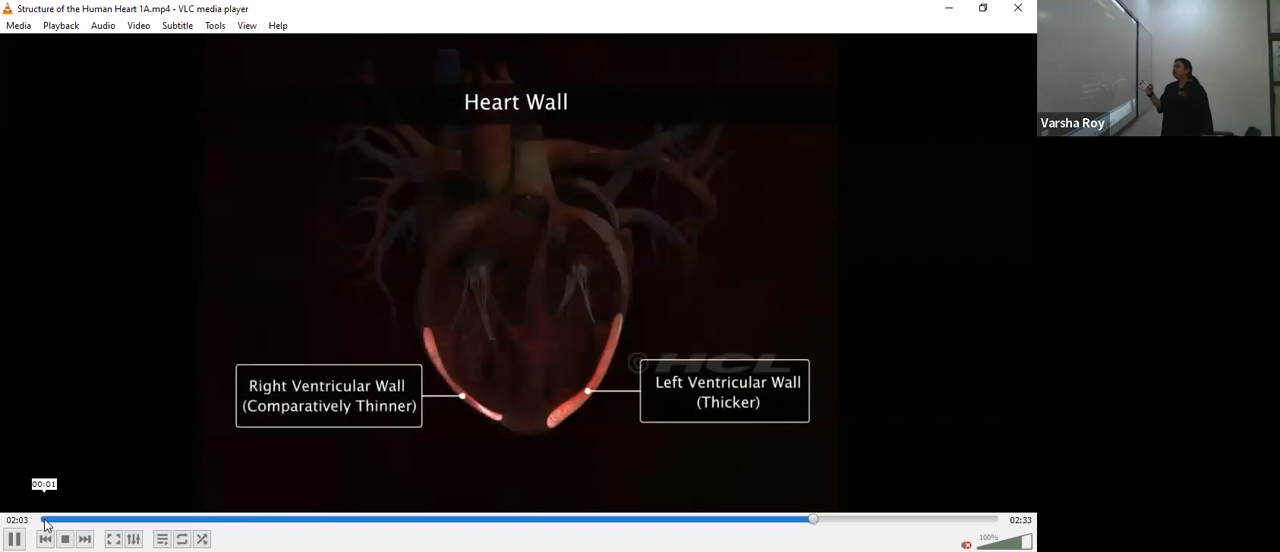 Structure of the Human Heart 1A.mp4 - VLC media player
Media Playback Audio Video Subtitle Tools View Help
Varsha Roy
Heart Wall
© HCL
Right Ventricular Wall
(Comparatively Thinner)
Left Ventricular Wall
(Thicker)
00:01
02:03
02:33
100%